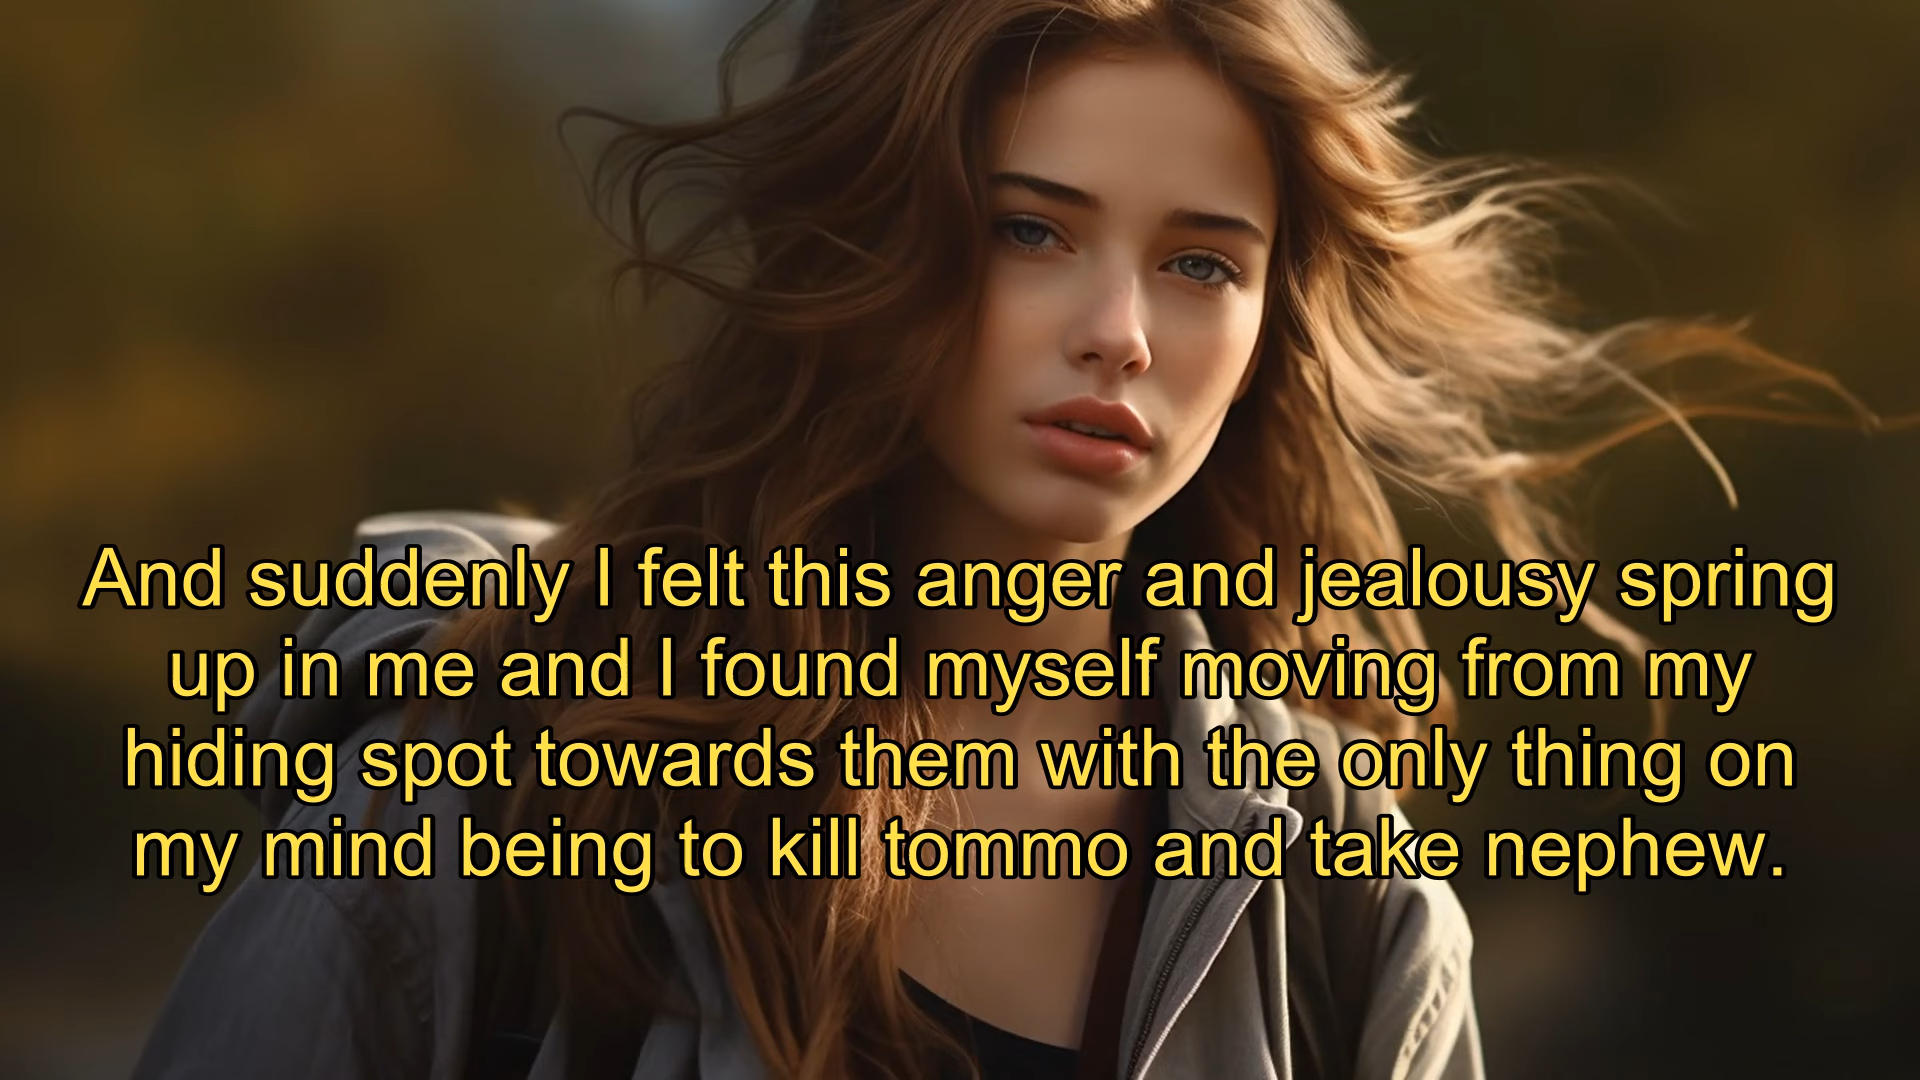 And suddenly I felt this anger and jealousy spring
up in me and I found myself moving from my
hiding spot towards them with the only thing on
my mind being to kill tommo and take nephew.